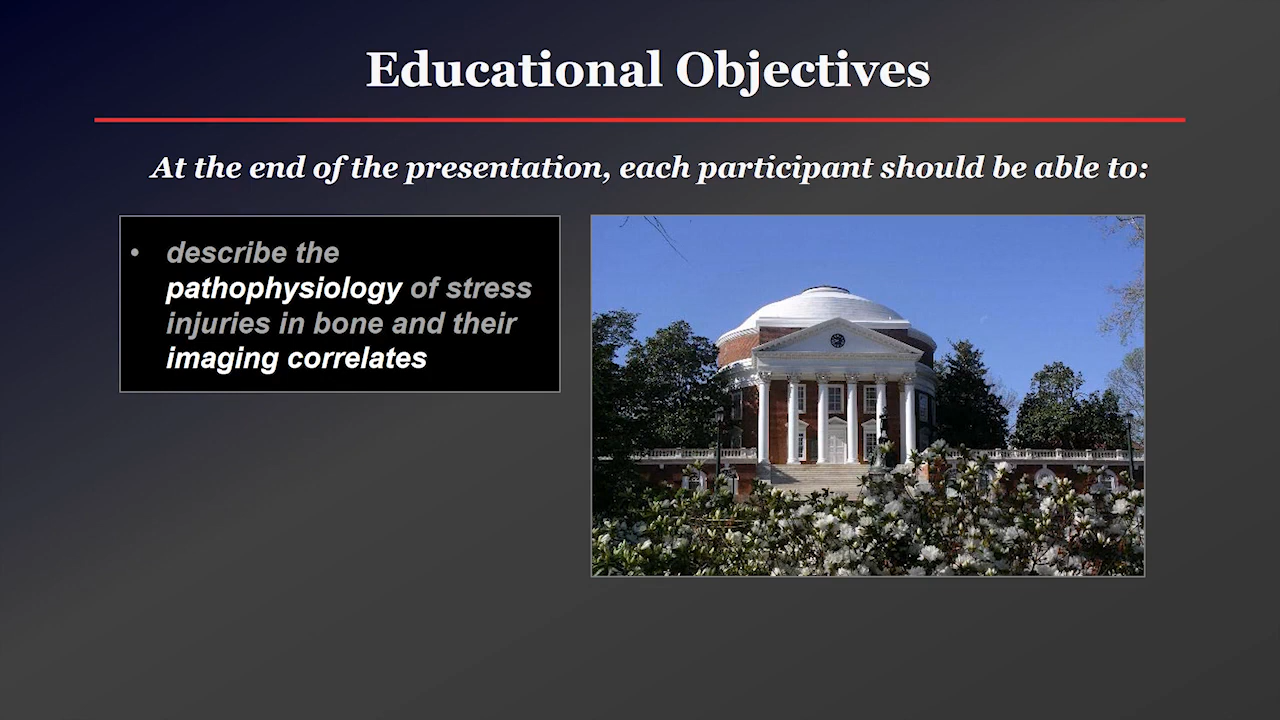 Educational Objectives
At the end of the presentation, each participant should be able to:
• describe the
pathophysiology of stress
injuries in bone and their
imaging correlates